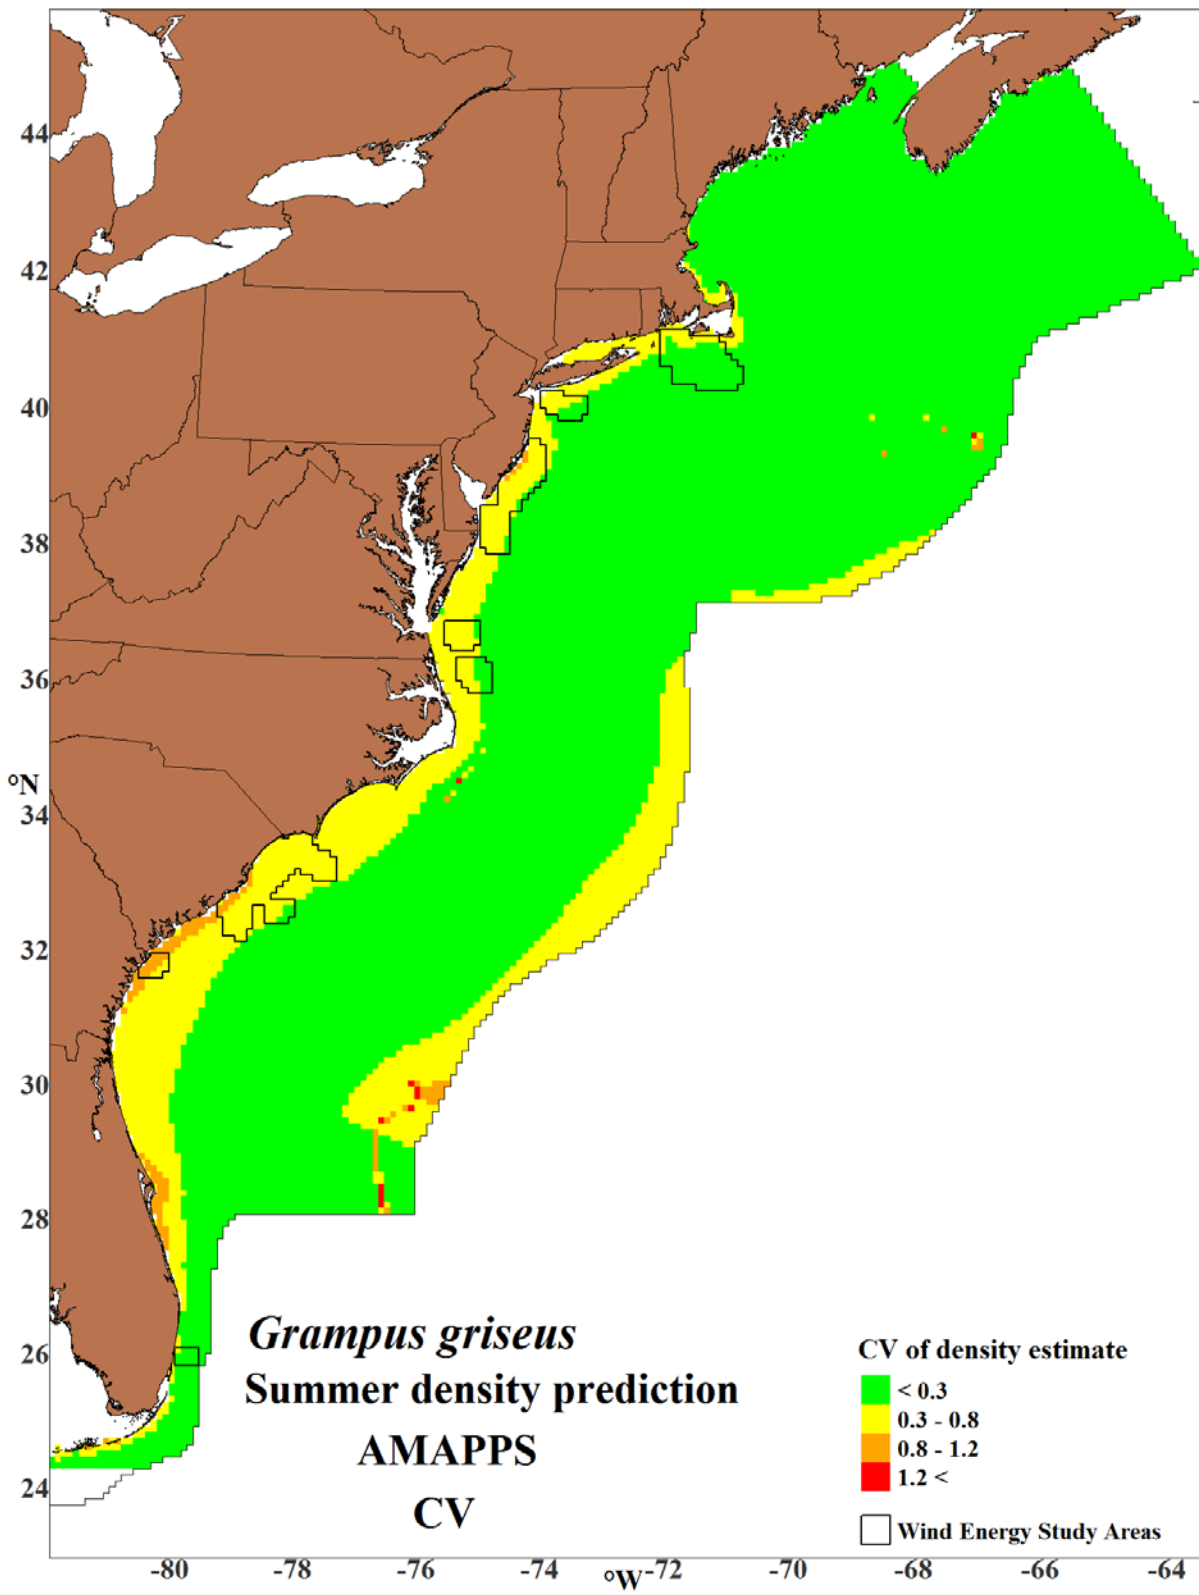 44
42
40
38
36
°N
34
32
30
28
26
24
Grampus griseus
Summer density prediction
AMAPPS
CV
CV of density estimate
< 0.3
0.3 - 0.8
0.8 - 1.2
1.2 <
Wind Energy Study Areas
-80 -78 -76 -74 °W -72 -70 -68 -66 -64